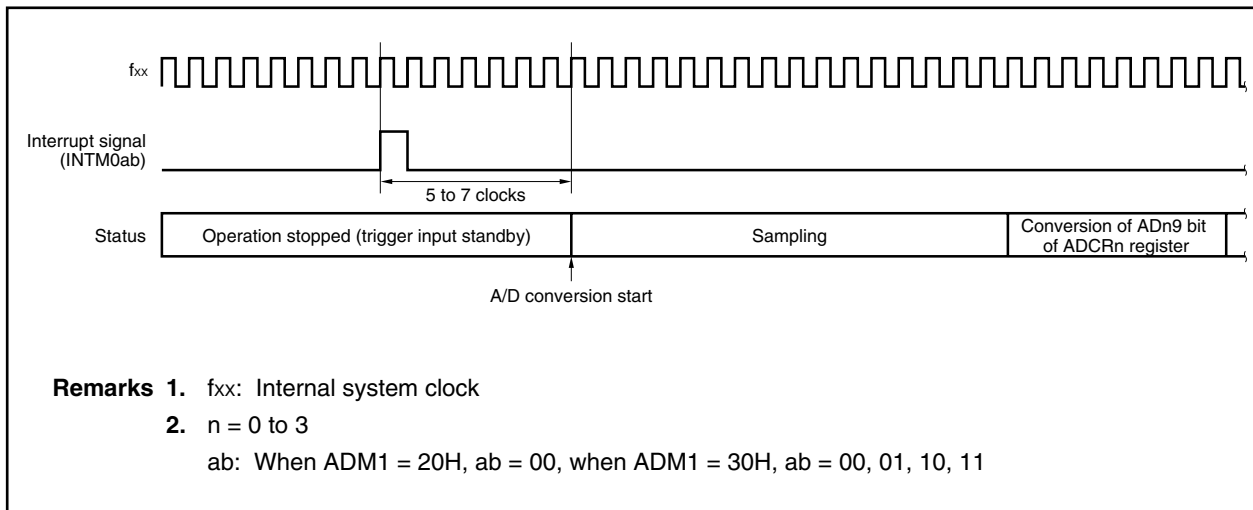 fxx
Interrupt signal
(INTM0ab)
5 to 7 clocks
Status
Operation stopped (trigger input standby)
Sampling
Conversion of ADn9 bit
of ADCRn register
A/D conversion start
Remarks 1. fxx: Internal system clock
2. n = 0 to 3
ab: When ADM1 = 20H, ab = 00, when ADM1 = 30H, ab = 00, 01, 10, 11